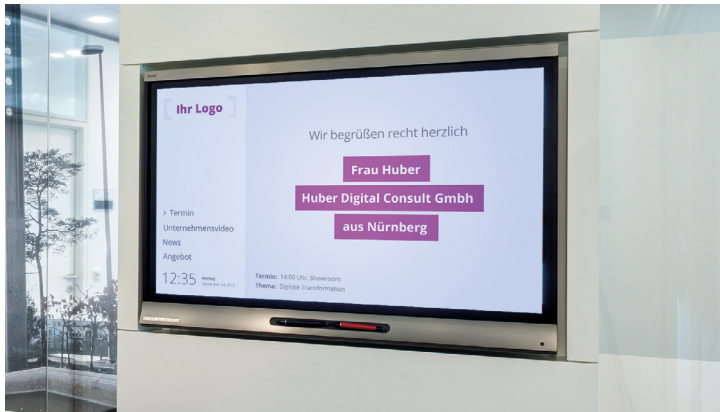 [ Ihr Logo ]
Wir begrüßen recht herzlich
Frau Huber
Huber Digital Consult Gmbh
aus Nürnberg
> Termin
Unternehmensvideo
News
Angebot
12:35
Montag
Termin: 14:00 Uhr, Showroom
Thema: Digitale Transformation